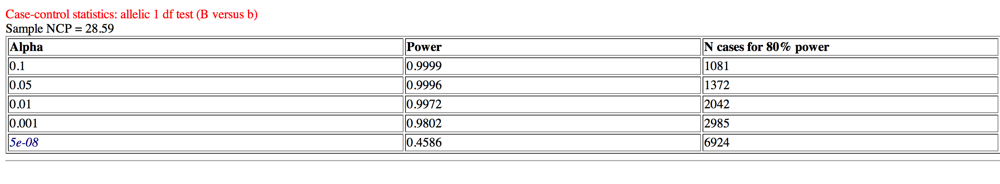 Case-control statistics: allelic 1 df test (B versus b)
Sample NCP = 28.59
Alpha Power N cases for 80% power
0.1 0.9999 1081
0.05 0.9996 1372
0.01 0.9972 2042
0.001 0.9802 2985
5e-08 0.4586 6924